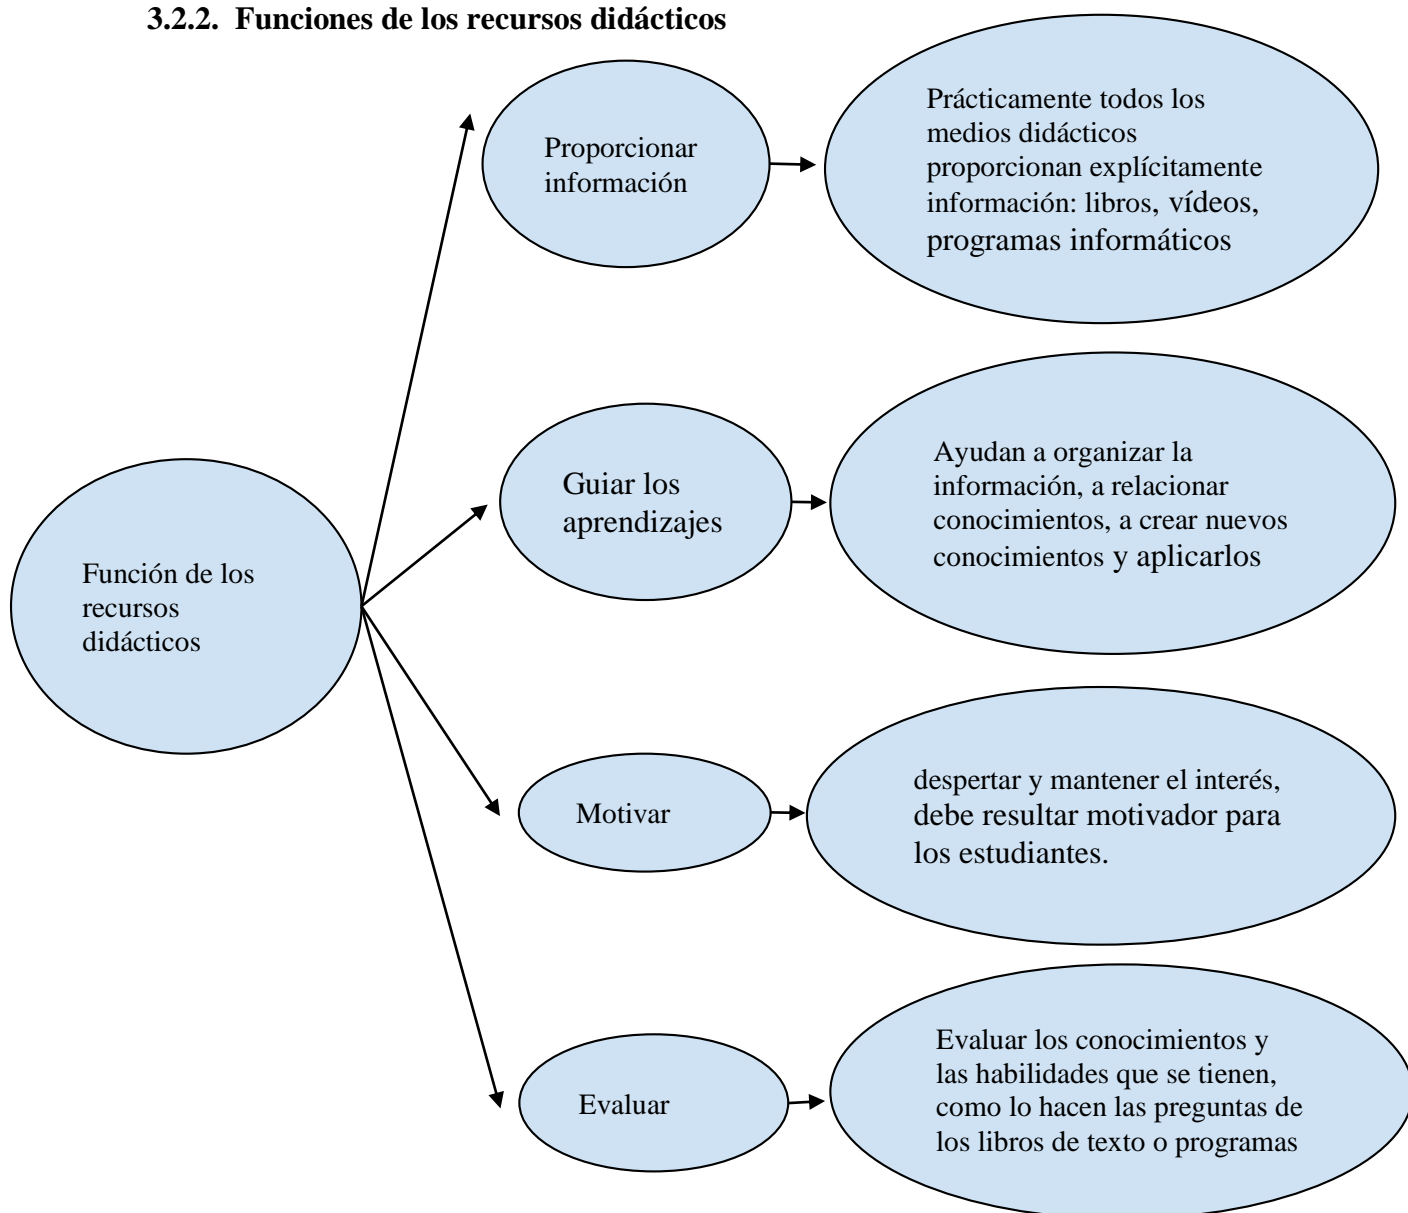 3.2.2. Funciones de los recursos didácticos
Proporcionar
información
Prácticamente todos los
medios didácticos
proporcionan explícitamente
información: libros, vídeos,
programas informáticos
Guiar los
aprendizajes
Ayudan a organizar la
información, a relacionar
conocimientos, a crear nuevos
conocimientos y aplicarlos
Función de los
recursos
didácticos
Motivar
despertar y mantener el interés,
debe resultar motivador para
los estudiantes.
Evaluar
Evaluar los conocimientos y
las habilidades que se tienen,
como lo hacen las preguntas de
los libros de texto o programas